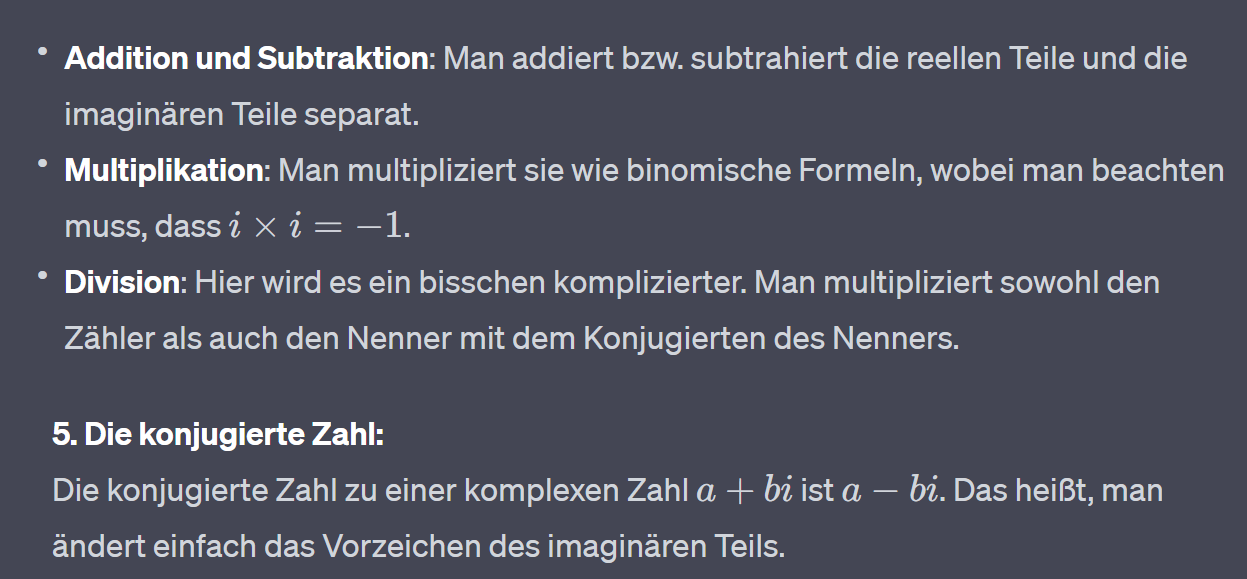 • Addition und Subtraktion: Man addiert bzw. subtrahiert die reellen Teile und die
imaginären Teile separat.
• Multiplikation: Man multipliziert sie wie binomische Formeln, wobei man beachten
muss, dass i × i = −1.
• Division: Hier wird es ein bisschen komplizierter. Man multipliziert sowohl den
Zähler als auch den Nenner mit dem Konjugierten des Nenners.
5. Die konjugierte Zahl:
Die konjugierte Zahl zu einer komplexen Zahl a + bi ist a − bi. Das heißt, man
ändert einfach das Vorzeichen des imaginären Teils.